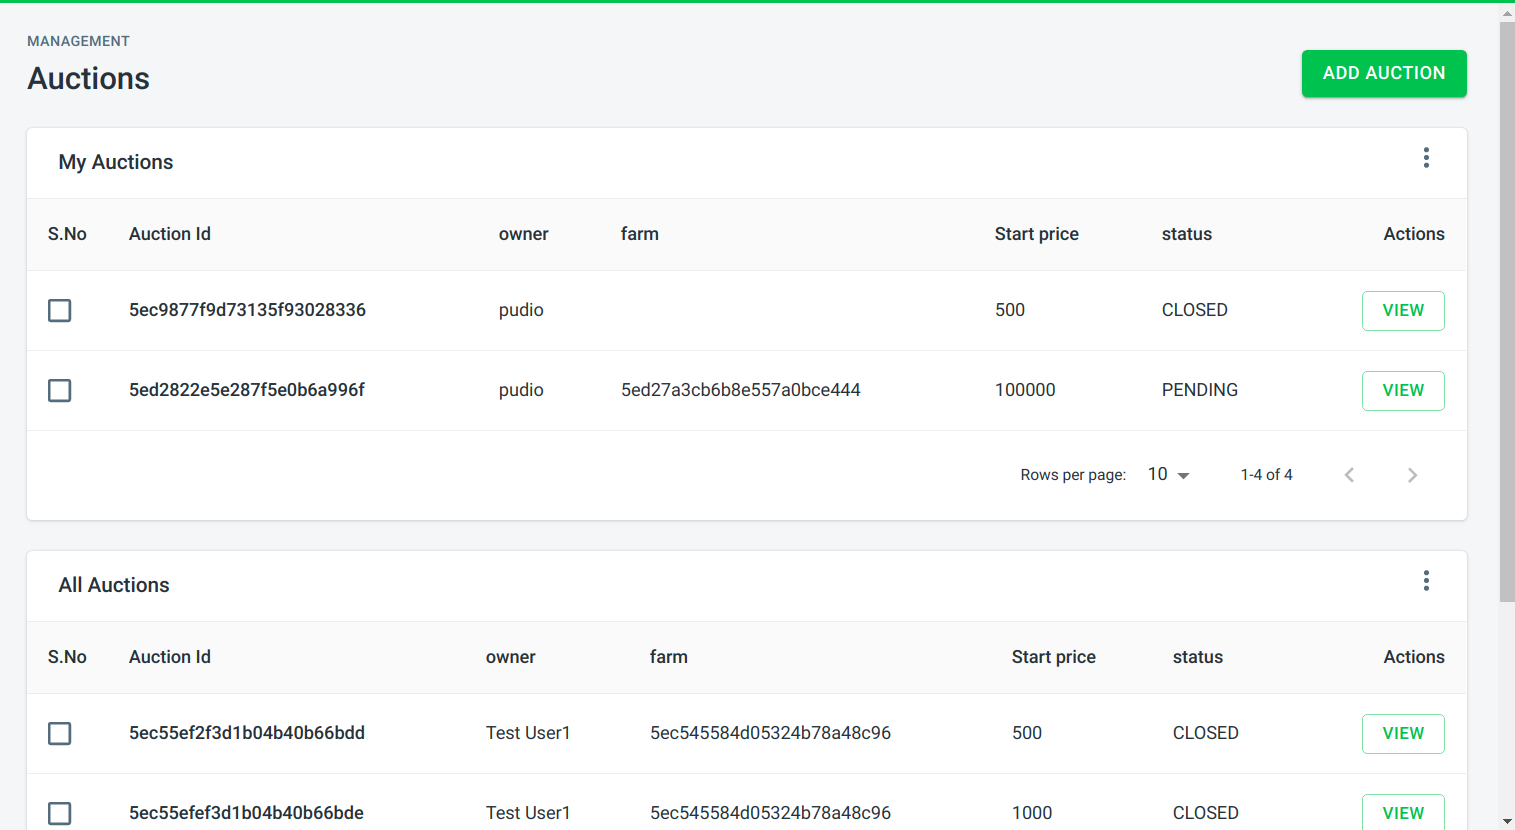 MANAGEMENT
Auctions
ADD AUCTION
My Auctions
S.No Auction Id owner farm Start price status Actions
5ec9877f9d73135f93028336 pudio 500 CLOSED VIEW
5ed2822e5e287f5e0b6a996f pudio 5ed27a3cb6b8e557a0bce444 100000 PENDING VIEW
Rows per page: 10 1-4 of 4
All Auctions
S.No Auction Id owner farm Start price status Actions
5ec55ef2f3d1b04b40b66bdd Test User1 5ec545584d05324b78a48c96 500 CLOSED VIEW
5ec55efef3d1b04b40b66bde Test User1 5ec545584d05324b78a48c96 1000 CLOSED VIEW